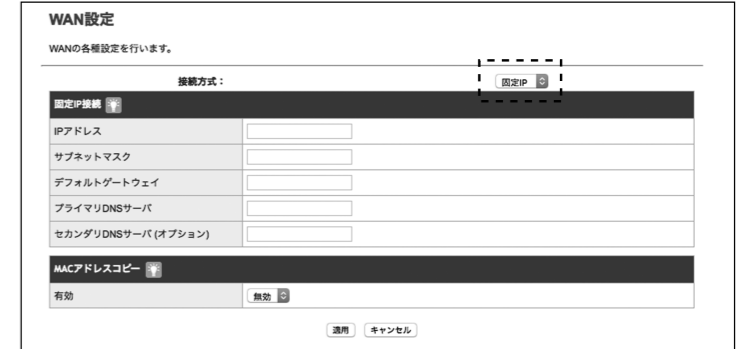 WAN設定
WANの各種設定を行います。
接続方式： 固定IP
固定IP接続
IPアドレス
サブネットマスク
デフォルトゲートウェイ
プライマリDNSサーバ
セカンダリDNSサーバ (オプション)
MACアドレスコピー
有効 無効
適用 キャンセル